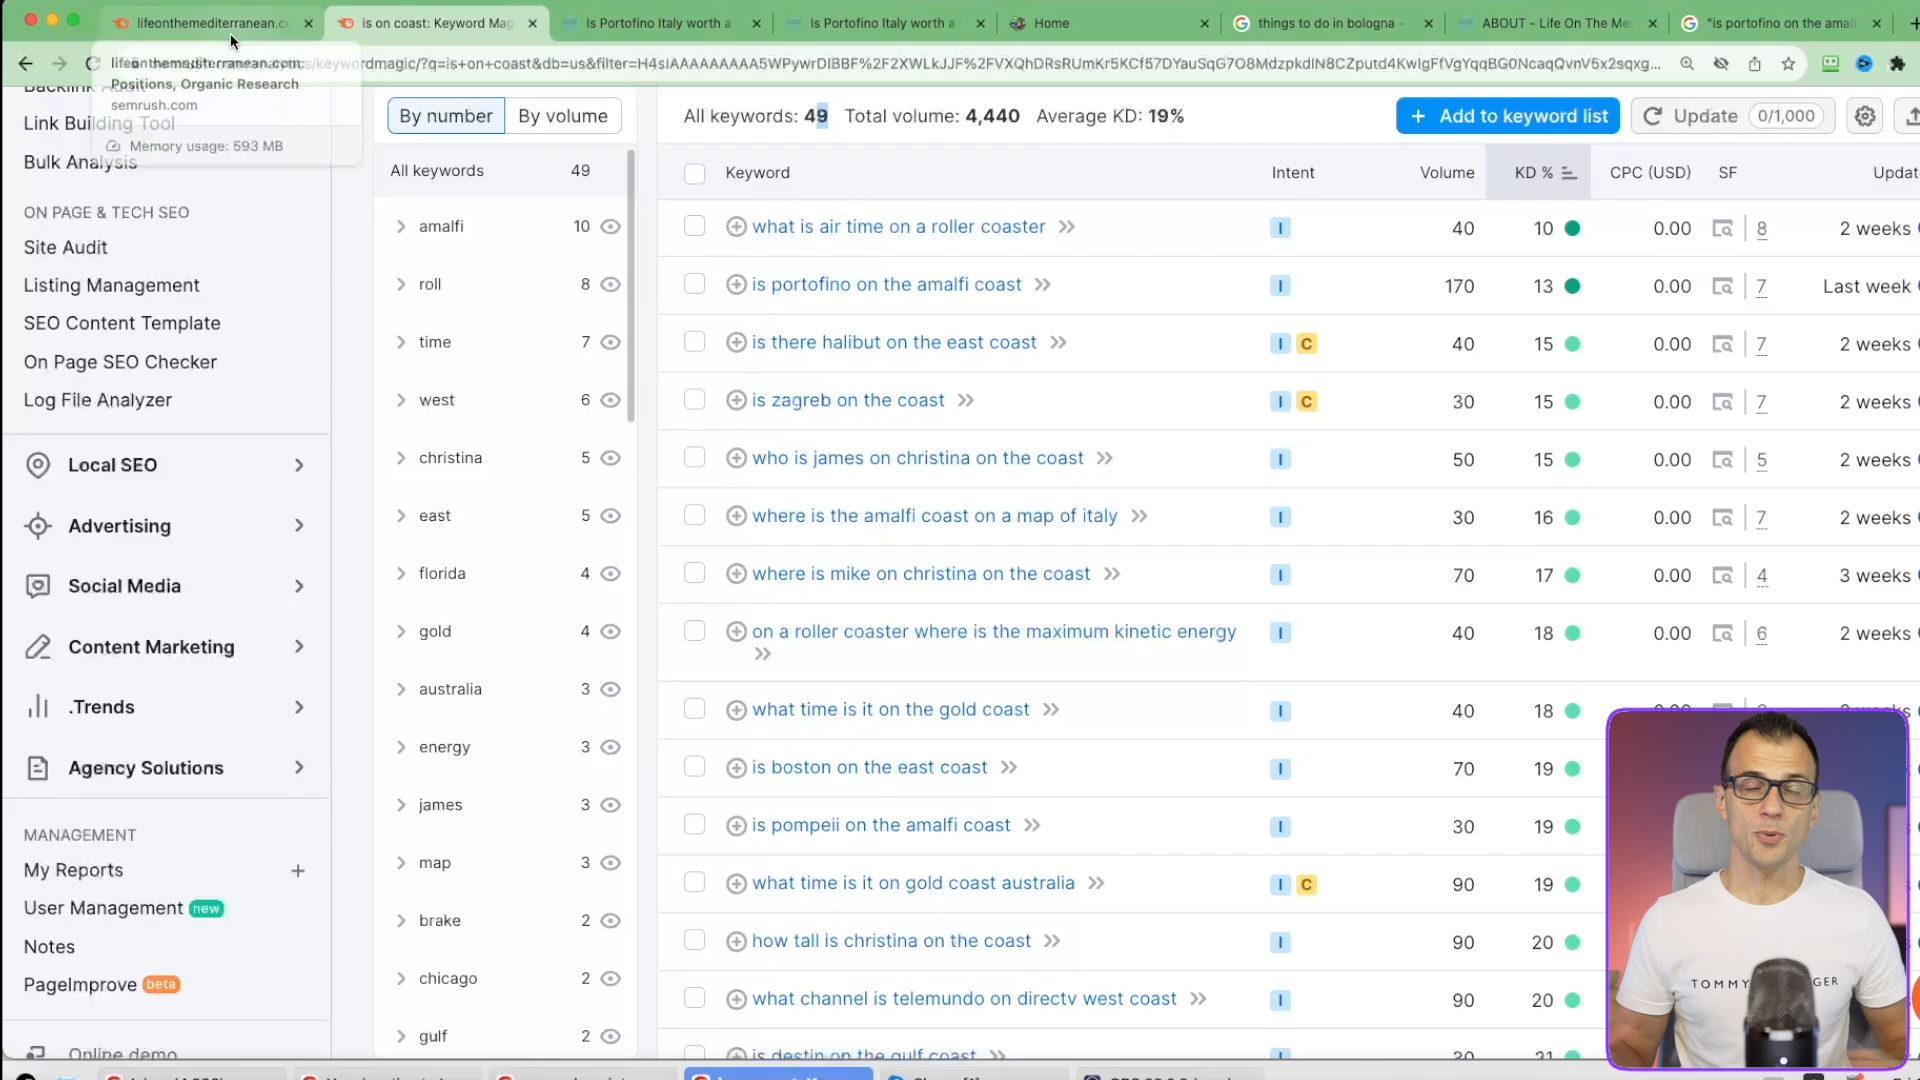 lifeonthemediterranean.c
is on coast: Keyword Mag
Is Portofino Italy worth a
Is Portofino Italy worth a
Home
things to do in bologna -
ABOUT - Life On The Med
"is portofino on the amal
lifeonthemediterranean.com:
Positions, Organic Research
semrush.com
Memory usage: 593 MB
Link Building Tool
Bulk Analysis
ON PAGE & TECH SEO
Site Audit
Listing Management
SEO Content Template
On Page SEO Checker
Log File Analyzer
Local SEO
Advertising
Social Media
Content Marketing
.Trends
Agency Solutions
MANAGEMENT
My Reports +
User Management new
Notes
PageImprove beta
Online demo
By number By volume
All keywords 49
amalfi 10
roll 8
time 7
west 6
christina 5
east 5
florida 4
gold 4
australia 3
energy 3
james 3
map 3
brake 2
chicago 2
gulf 2
All keywords: 49 Total volume: 4,440 Average KD: 19%
+ Add to keyword list
Update 0/1,000
Keyword Intent Volume KD % CPC (USD) SF Updat
what is air time on a roller coaster I 40 10 0.00 8 2 weeks
is portofino on the amalfi coast I 170 13 0.00 7 Last week
is there halibut on the east coast I C 40 15 0.00 7 2 weeks
is zagreb on the coast I C 30 15 0.00 7 2 weeks
who is james on christina on the coast I 50 15 0.00 5 2 weeks
where is the amalfi coast on a map of italy I 30 16 0.00 7 2 weeks
where is mike on christina on the coast I 70 17 0.00 4 3 weeks
on a roller coaster where is the maximum kinetic energy I 40 18 0.00 6 2 weeks
what time is it on the gold coast I 40 18
is boston on the east coast I 70 19
is pompeii on the amalfi coast I 30 19
what time is it on gold coast australia I C 90 19
how tall is christina on the coast I 90 20
what channel is telemundo on directv west coast I 90 20
is destin on the gulf coast
TOMMY GER